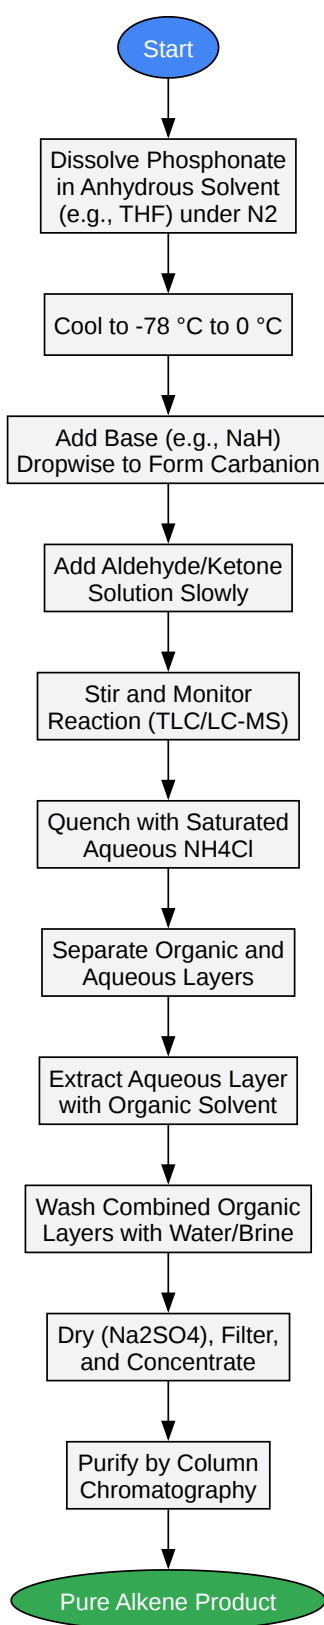 Start
Dissolve Phosphonate
in Anhydrous Solvent
(e.g., THF) under N2
Cool to -78 °C to 0 °C
Add Base (e.g., NaH)
Dropwise to Form Carbanion
Add Aldehyde/Ketone
Solution Slowly
Stir and Monitor
Reaction (TLC/LC-MS)
Quench with Saturated
Aqueous NH4Cl
Separate Organic and
Aqueous Layers
Extract Aqueous Layer
with Organic Solvent
Wash Combined Organic
Layers with Water/Brine
Dry (Na2SO4), Filter,
and Concentrate
Purify by Column
Chromatography
Pure Alkene Product